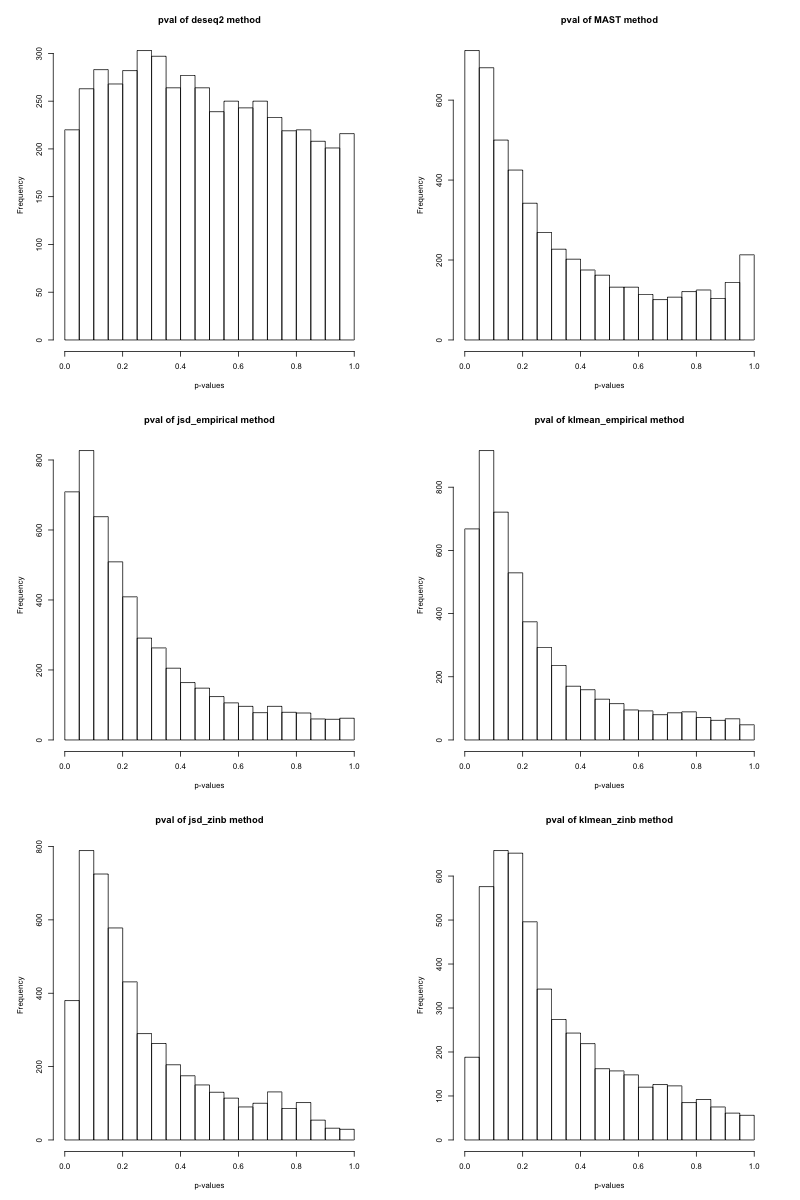 pval of deseq2 method
Frequency
0 50 100 150 200 250 300
0.0 0.2 0.4 0.6 0.8 1.0
p-values
pval of MAST method
Frequency
0 200 400 600
0.0 0.2 0.4 0.6 0.8 1.0
p-values
pval of jsd_empirical method
Frequency
0 200 400 600 800
0.0 0.2 0.4 0.6 0.8 1.0
p-values
pval of klmean_empirical method
Frequency
0 200 400 600 800
0.0 0.2 0.4 0.6 0.8 1.0
p-values
pval of jsd_zinb method
Frequency
0 200 400 600 800
0.0 0.2 0.4 0.6 0.8 1.0
p-values
pval of klmean_zinb method
Frequency
0 100 200 300 400 500 600
0.0 0.2 0.4 0.6 0.8 1.0
p-values